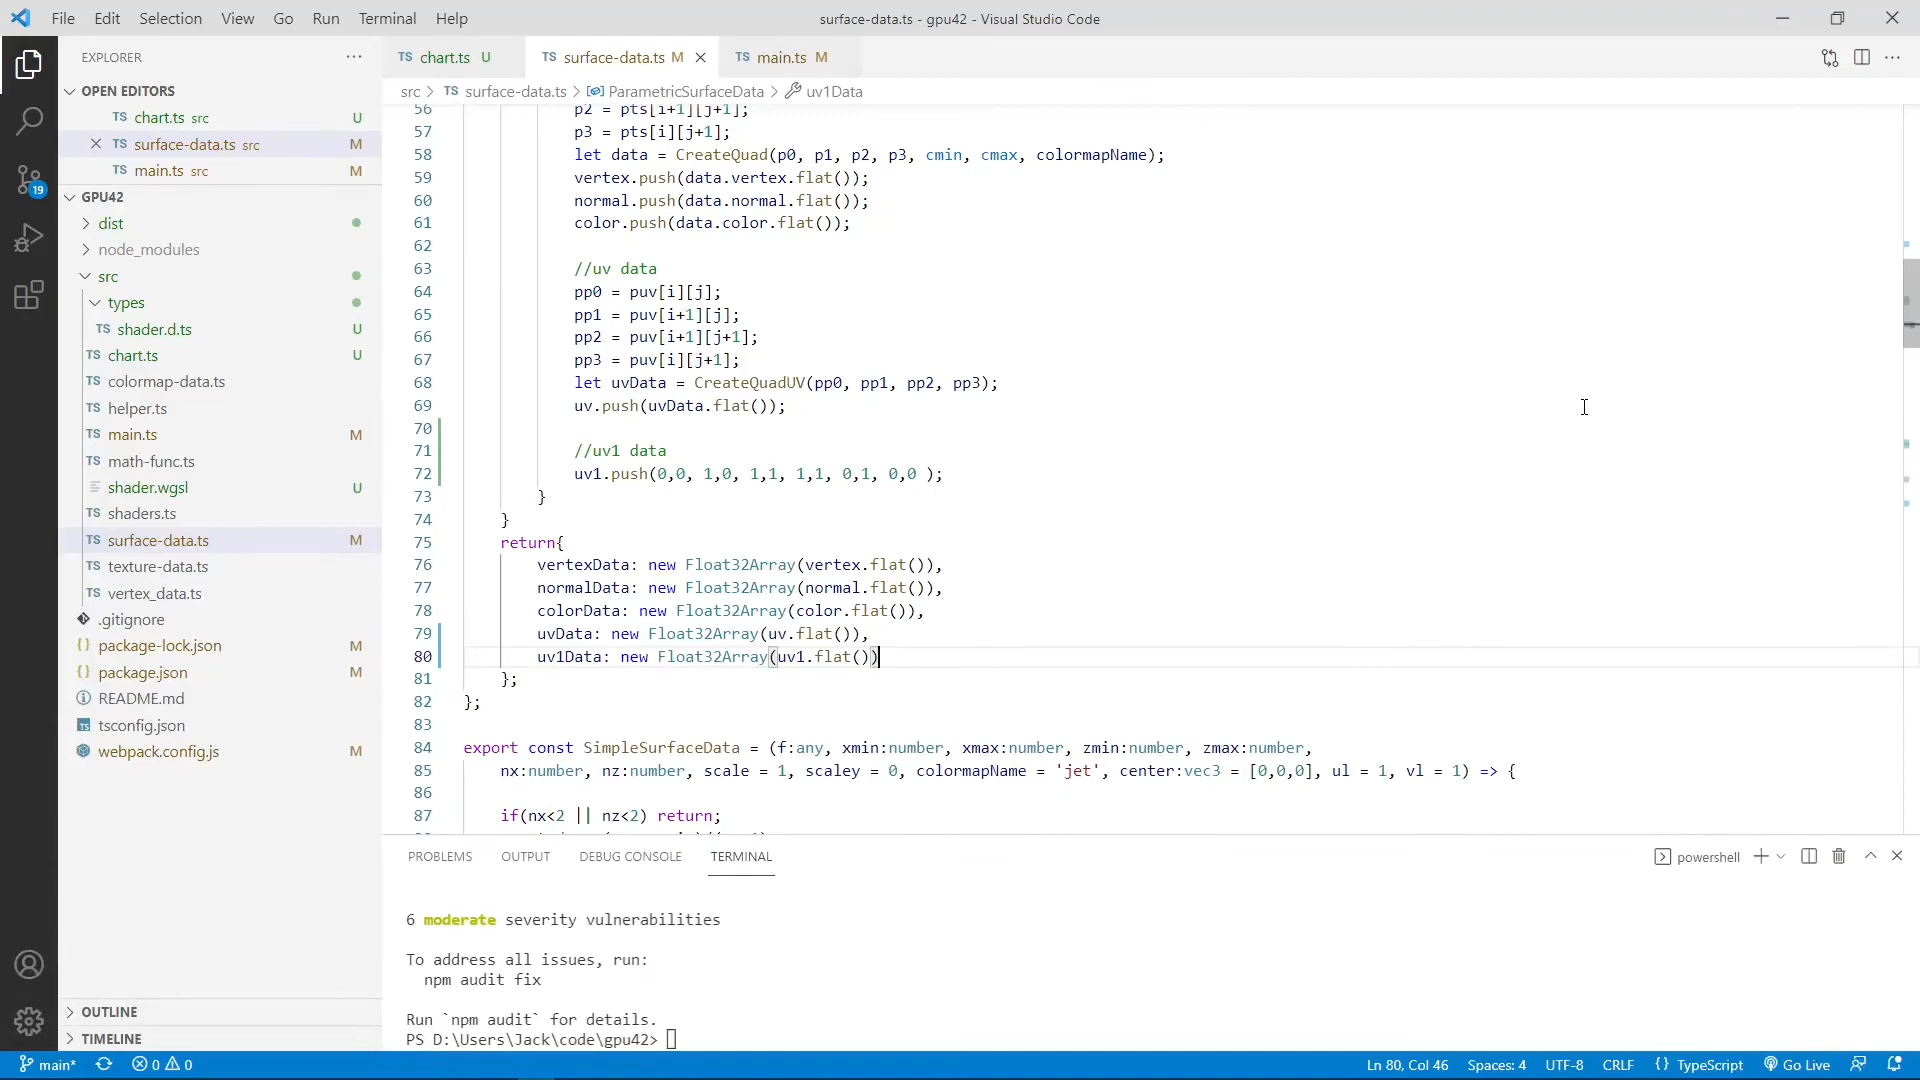 File Edit Selection View Go Run Terminal Help
surface-data.ts - gpu42 - Visual Studio Code
EXPLORER
TS chart.ts U
TS surface-data.ts M
TS main.ts M
OPEN EDITORS
TS chart.ts src U
TS surface-data.ts src M
TS main.ts src M
GPU42
dist
node_modules
src
types
TS shader.d.ts U
TS chart.ts U
TS colormap-data.ts
TS helper.ts
TS main.ts M
TS math-func.ts
shader.wgsl U
TS shaders.ts
TS surface-data.ts M
TS texture-data.ts
TS vertex_data.ts
.gitignore
{} package-lock.json M
{} package.json M
README.md
TS tsconfig.json
webpack.config.js M
OUTLINE
TIMELINE
19
src > TS surface-data.ts > ParametricSurfaceData > uv1Data
56 p2 = pts[i+1][j+1];
57 p3 = pts[i][j+1];
58 let data = CreateQuad(p0, p1, p2, p3, cmin, cmax, colormapName);
59 vertex.push(data.vertex.flat());
60 normal.push(data.normal.flat());
61 color.push(data.color.flat());
62
63 //uv data
64 pp0 = puv[i][j];
65 pp1 = puv[i+1][j];
66 pp2 = puv[i+1][j+1];
67 pp3 = puv[i][j+1];
68 let uvData = CreateQuadUV(pp0, pp1, pp2, pp3);
69 uv.push(uvData.flat());
70
71 //uv1 data
72 uv1.push(0,0, 1,0, 1,1, 1,1, 0,1, 0,0 );
73 }
74 }
75 return{
76 vertexData: new Float32Array(vertex.flat()),
77 normalData: new Float32Array(normal.flat()),
78 colorData: new Float32Array(color.flat()),
79 uvData: new Float32Array(uv.flat()),
80 uv1Data: new Float32Array(uv1.flat())
81 };
82 };
83
84 export const SimpleSurfaceData = (f:any, xmin:number, xmax:number, zmin:number, zmax:number,
85 nx:number, nz:number, scale = 1, scaley = 0, colormapName = 'jet', center:vec3 = [0,0,0], ul = 1, vl = 1) => {
86
87 if(nx<2 || nz<2) return;
PROBLEMS OUTPUT DEBUG CONSOLE TERMINAL
powershell
6 moderate severity vulnerabilities
To address all issues, run:
npm audit fix
Run `npm audit` for details.
PS D:\Users\Jack\code\gpu42>
main* 0 0
Ln 80, Col 46 Spaces: 4 UTF-8 CRLF {} TypeScript Go Live